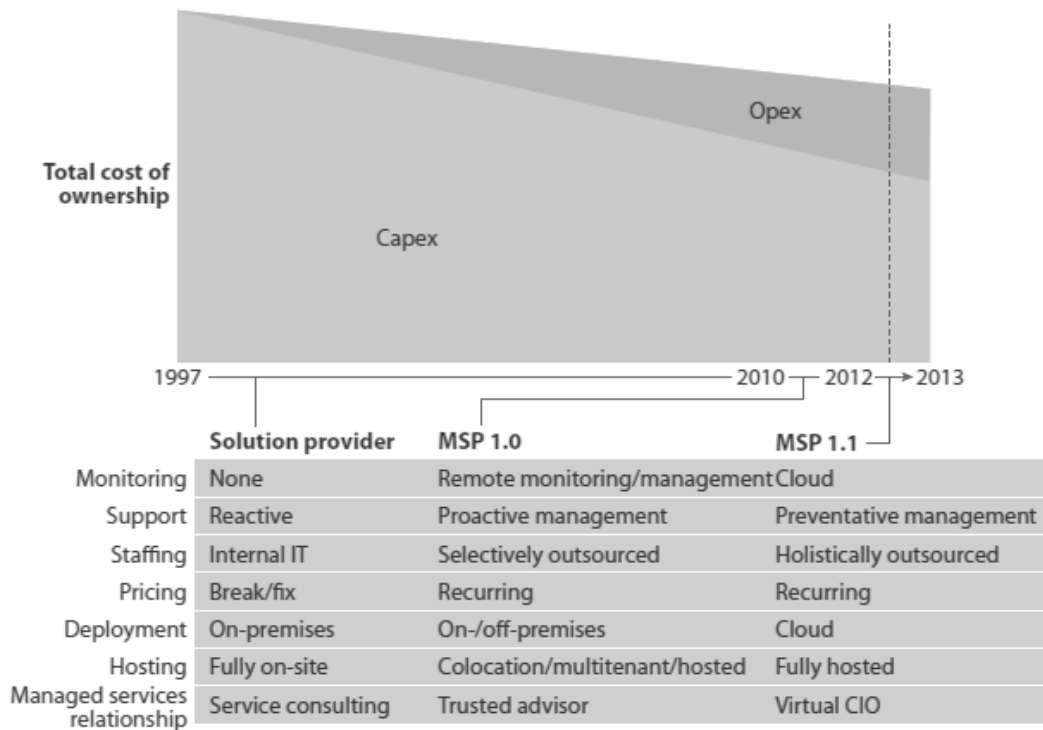 Opex
Total cost of
ownership
Capex
1997 2010 2012 2013
Solution provider MSP 1.0 MSP 1.1
Monitoring None Remote monitoring/management Cloud
Support Reactive Proactive management Preventative management
Staffing Internal IT Selectively outsourced Holistically outsourced
Pricing Break/fix Recurring Recurring
Deployment On-premises On-/off-premises Cloud
Hosting Fully on-site Colocation/multitenant/hosted Fully hosted
Managed services
relationship Service consulting Trusted advisor Virtual CIO